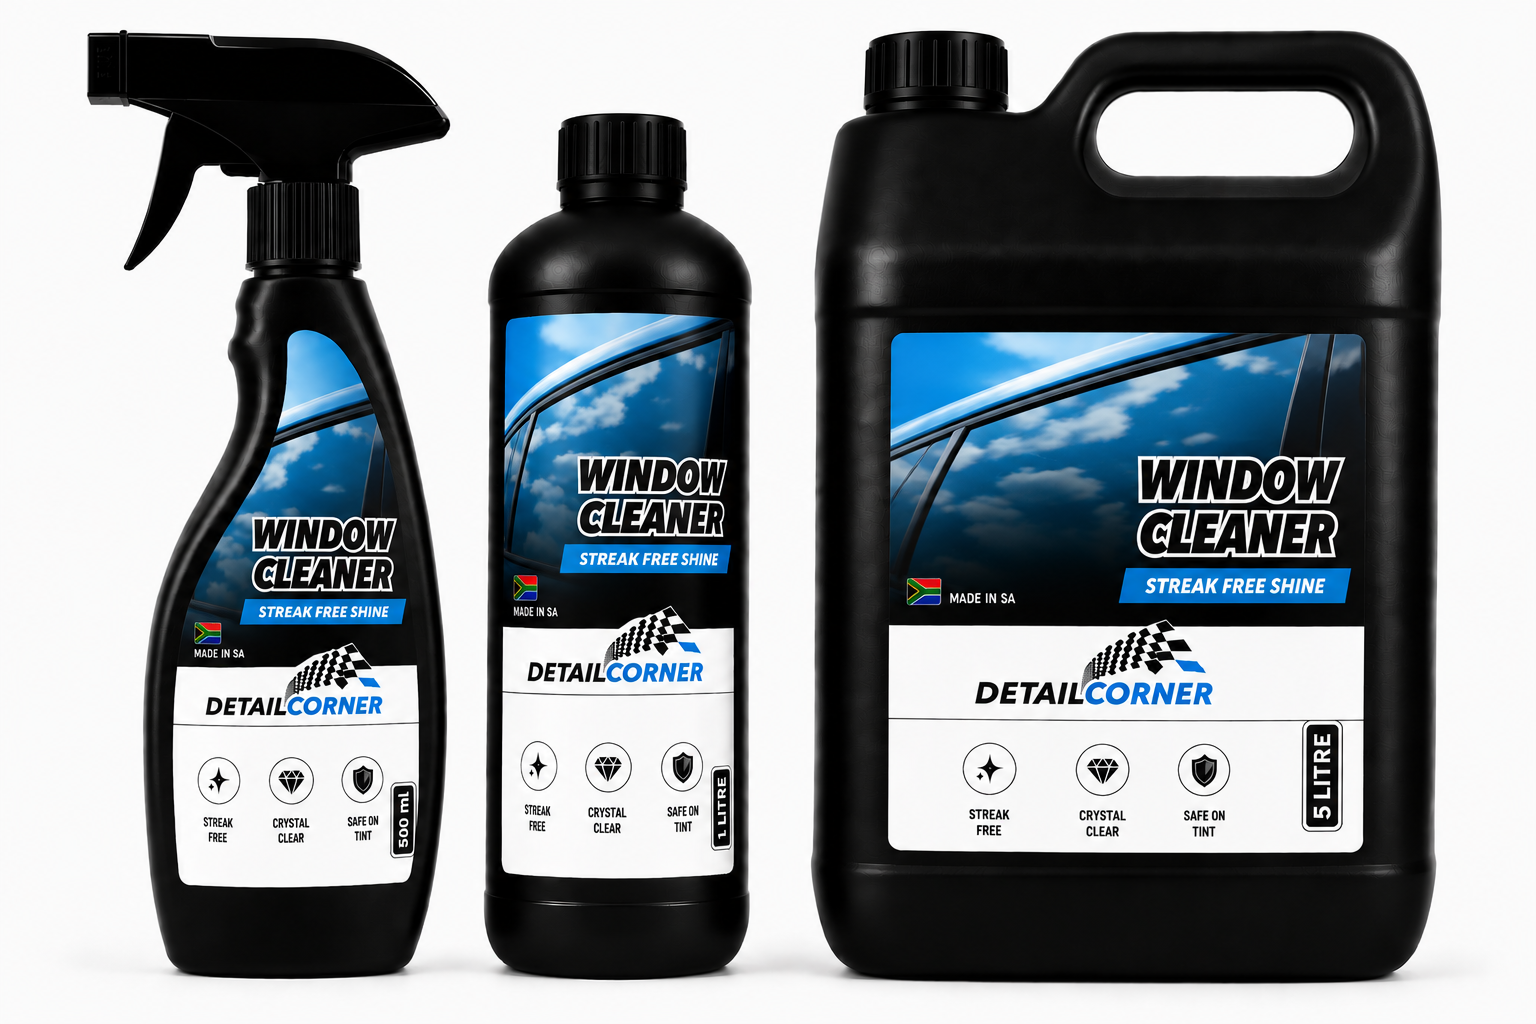 WINDOW
CLEANER
STREAK FREE SHINE
MADE IN SA
DETAILCORNER
STREAK
FREE
CRYSTAL
CLEAR
SAFE ON
TINT
500 ml
WINDOW
CLEANER
STREAK FREE SHINE
MADE IN SA
DETAILCORNER
STREAK
FREE
CRYSTAL
CLEAR
SAFE ON
TINT
1 LITRE
WINDOW
CLEANER
STREAK FREE SHINE
MADE IN SA
DETAILCORNER
STREAK
FREE
CRYSTAL
CLEAR
SAFE ON
TINT
5 LITRE